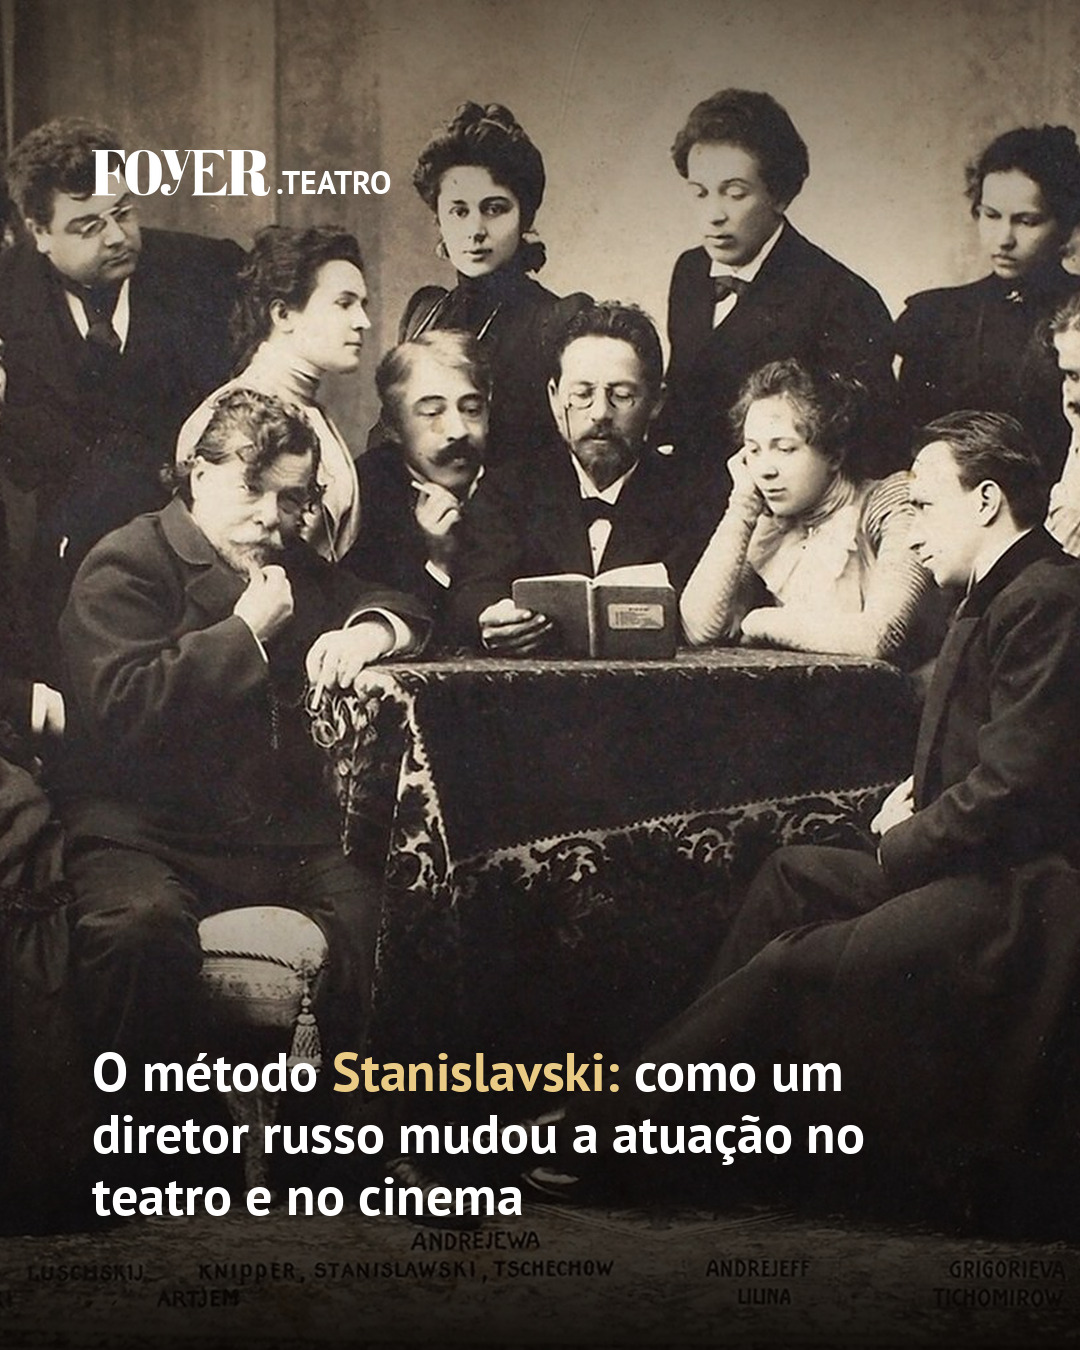 FOYER.TEATRO
O método Stanislavski: como um
diretor russo mudou a atuação no
teatro e no cinema
ANDREJEWA
LUSCHSKIJ, KNIPPER, STANISLAWSKI, TSCHECHOW ANDREJEFF GRIGORIEVA
ARTJEM LILINA TICHOMIROW